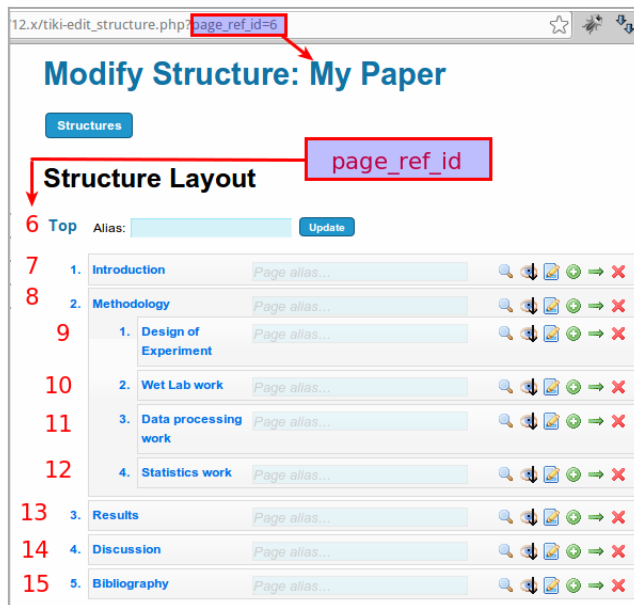 12.x/tiki-edit_structure.php?page_ref_id=6
Modify Structure: My Paper
Structures
page_ref_id
Structure Layout
6 Top Alias: Update
7 1. Introduction Page alias...
8 2. Methodology Page alias...
9 1. Design of Page alias...
Experiment
10 2. Wet Lab work Page alias...
11 3. Data processing Page alias...
work
12 4. Statistics work Page alias...
13 3. Results Page alias...
14 4. Discussion Page alias...
15 5. Bibliography Page alias...